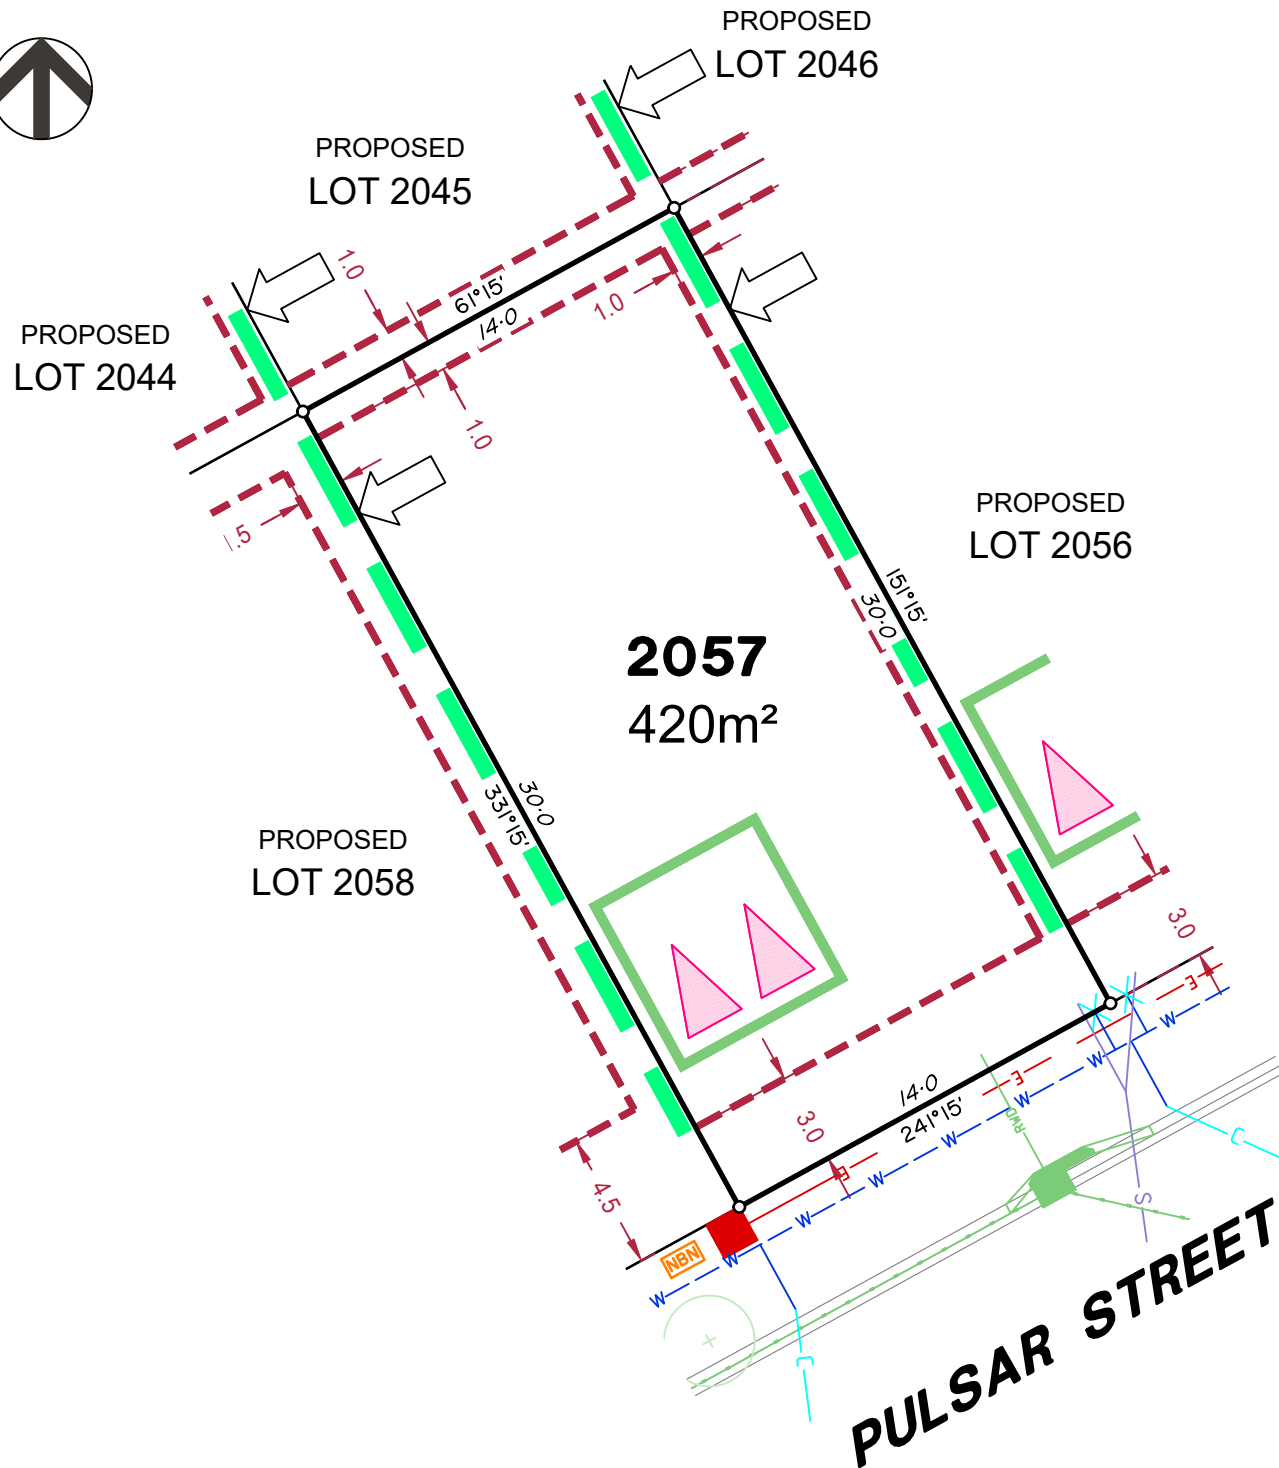 PROPOSED
LOT 2046
PROPOSED
LOT 2045
1.0
61°15'
14·0
1.0
PROPOSED
LOT 2044
1.0
1.5
PROPOSED
LOT 2056
151°15'
30·0
2057
420m²
30·0
331°15'
PROPOSED
LOT 2058
3.0
E
W
W
14·0
241°15'
E
W
RWD
W
3.0
E
W
C
S
4.5
W
NBN
W
W
C
PULSAR STREET